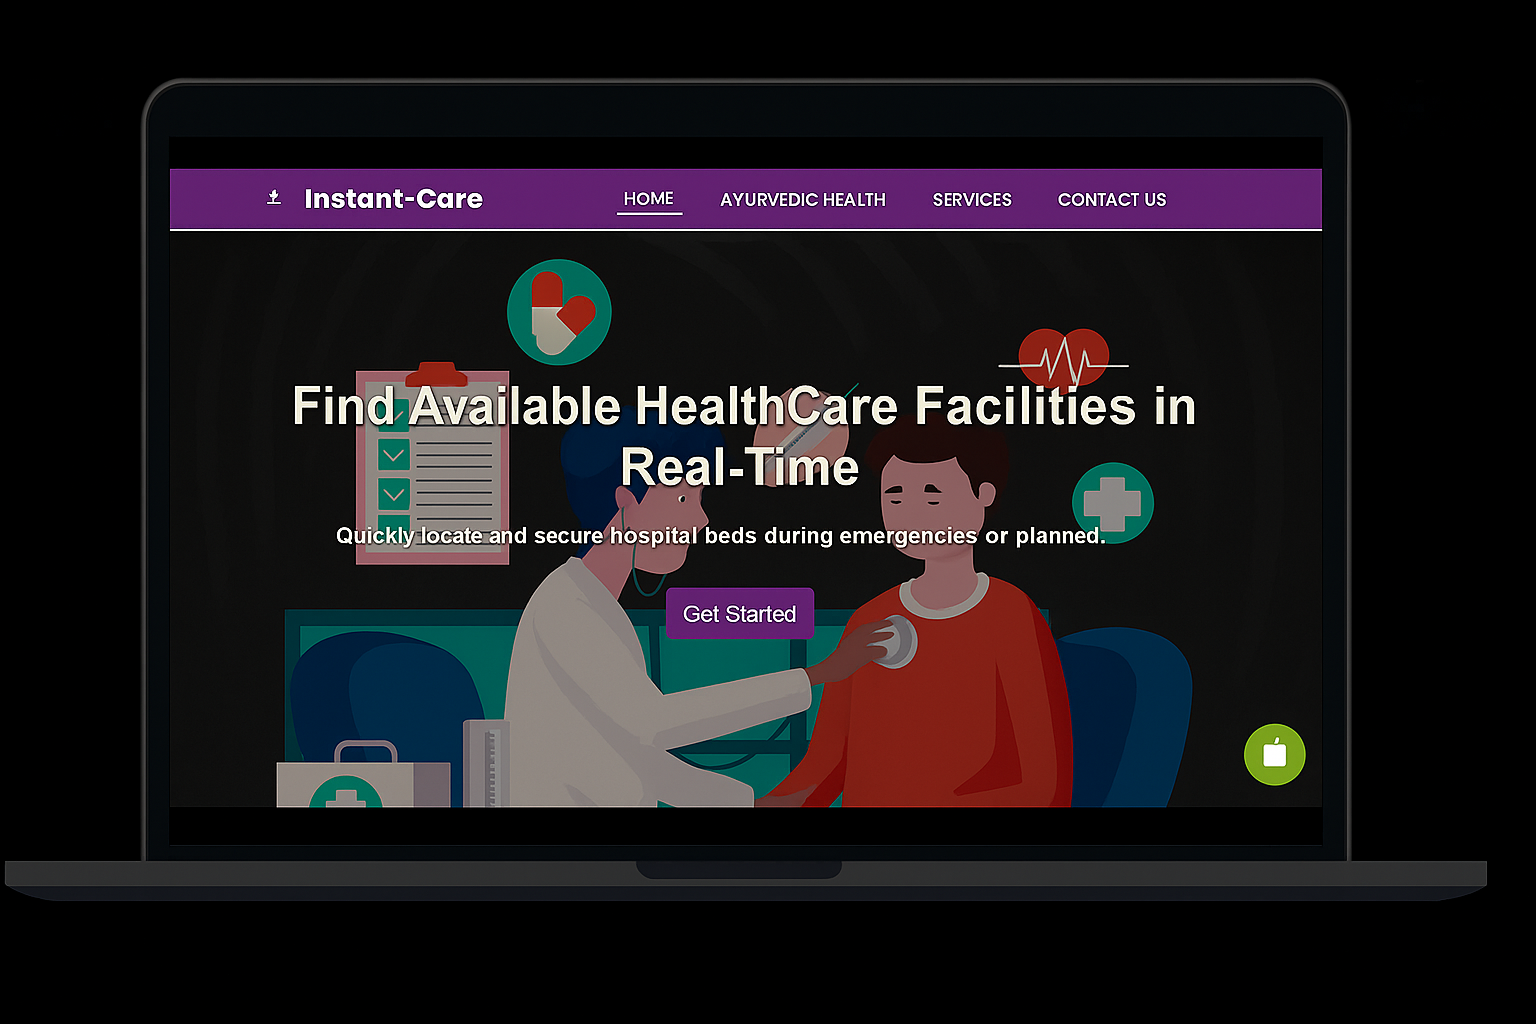 Instant-Care
HOME
AYURVEDIC HEALTH
SERVICES
CONTACT US
Find Available HealthCare Facilities in
Real-Time
Quickly locate and secure hospital beds during emergencies or planned.
Get Started